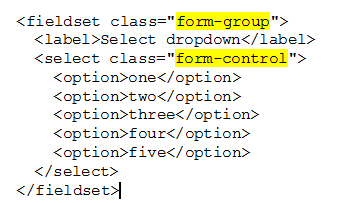 <fieldset class="form-group">
  <label>Select dropdown</label>
  <select class="form-control">
    <option>one</option>
    <option>two</option>
    <option>three</option>
    <option>four</option>
    <option>five</option>
  </select>
</fieldset>